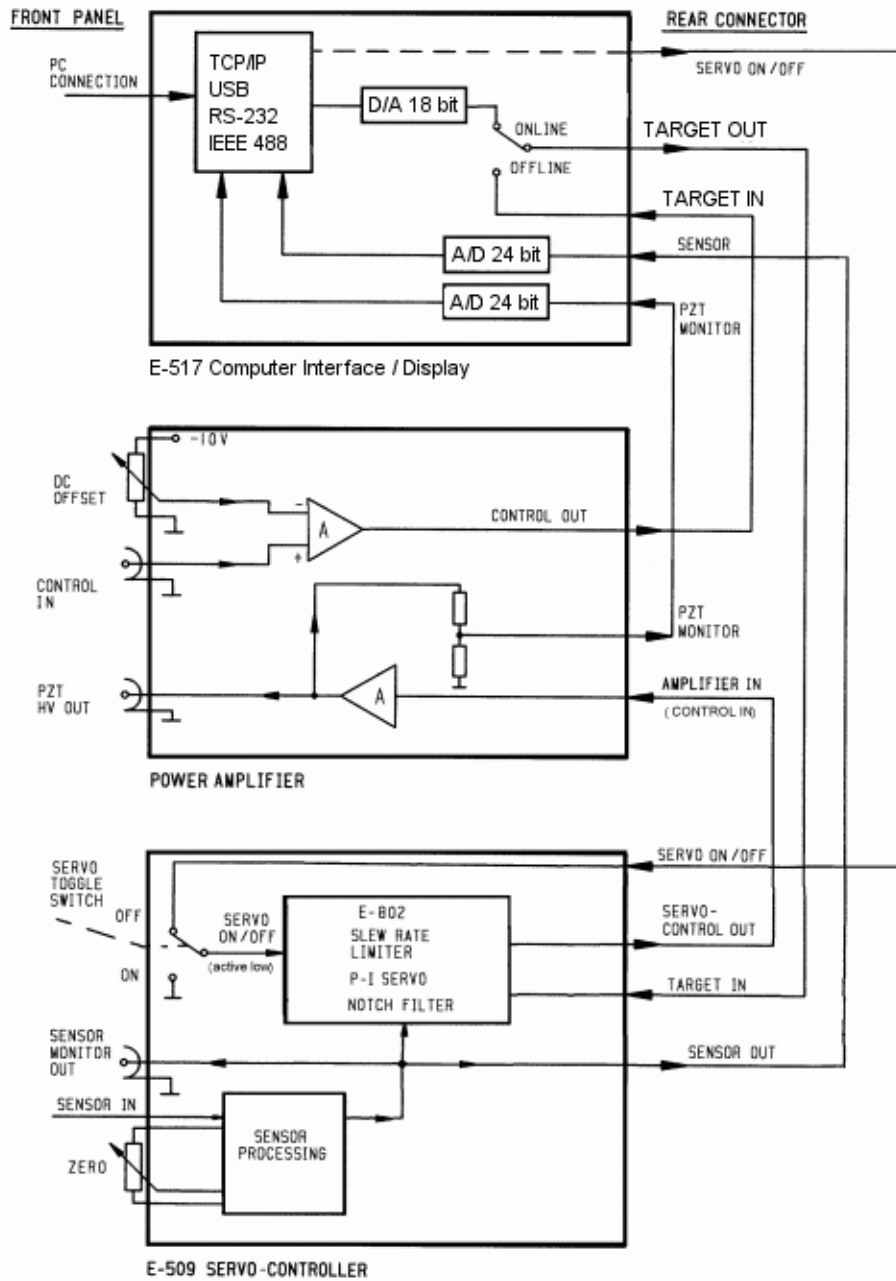 FRONT PANEL
REAR CONNECTOR
PC
CONNECTION
TCP/IP
USB
RS-232
IEEE 488
D/A 18 bit
ONLINE
OFFLINE
SERVO ON/OFF
TARGET OUT
TARGET IN
A/D 24 bit
SENSOR
A/D 24 bit
PZT
MONITOR
E-517 Computer Interface / Display
-10V
DC
OFFSET
-
A
+
CONTROL OUT
CONTROL
IN
PZT
MONITOR
PZT
HV OUT
A
AMPLIFIER IN
( CONTROL IN)
POWER AMPLIFIER
SERVO
TOGGLE
SWITCH
OFF
ON
SERVO
ON/OFF
(active low)
E-802
SLEW RATE
LIMITER
P-I SERVO
NOTCH FILTER
SERVO ON/OFF
SERVO-
CONTROL OUT
TARGET IN
SENSOR
MONITOR
OUT
SENSOR OUT
SENSOR IN
SENSOR
PROCESSING
ZERO
E-509 SERVO-CONTROLLER